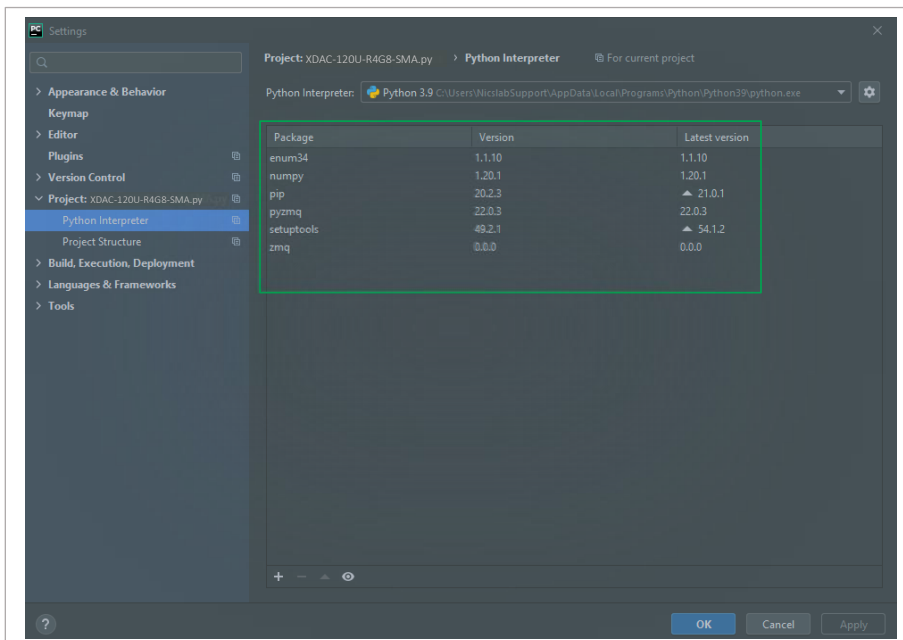 PC Settings
Project: XDAC-120U-R4G8-SMA.py > Python Interpreter For current project
Python Interpreter: Python 3.9 C:\Users\NicslabSupport\AppData\Local\Programs\Python\Python39\python.exe
> Appearance & Behavior
Keymap
> Editor
Plugins
> Version Control
Project: XDAC-120U-R4G8-SMA.py
Python Interpreter
Project Structure
> Build, Execution, Deployment
> Languages & Frameworks
> Tools
Package Version Latest version
enum34 1.1.10 1.1.10
numpy 1.20.1 1.20.1
pip 20.2.3 ▲ 21.0.1
pyzmq 22.0.3 22.0.3
setuptools 49.2.1 ▲ 54.1.2
zmq 0.0.0 0.0.0
? OK Cancel Apply